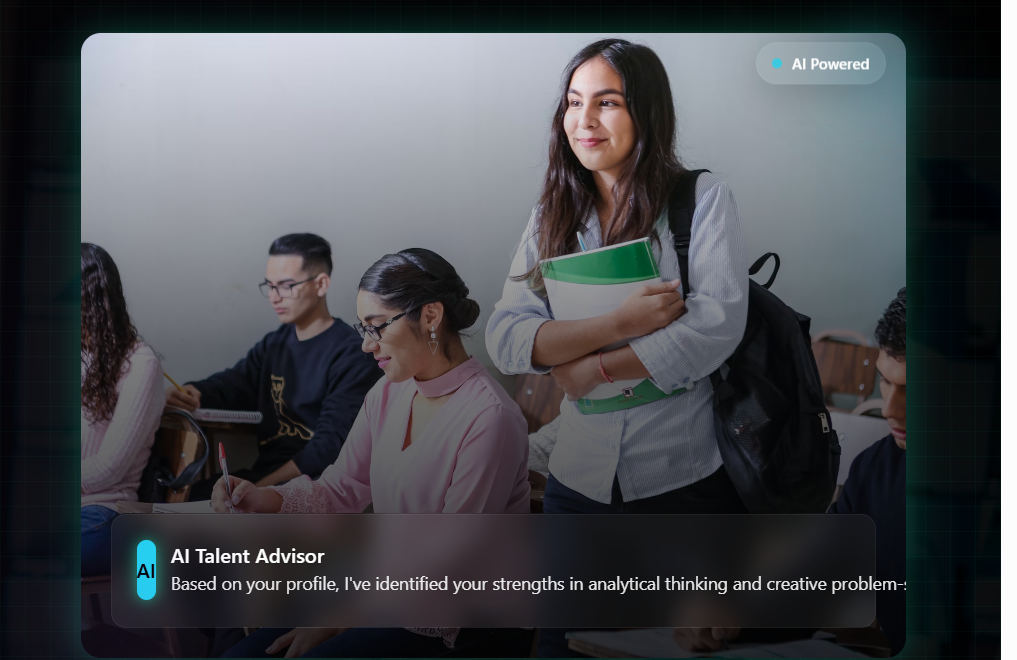 AI Powered
AI
AI Talent Advisor
Based on your profile, I've identified your strengths in analytical thinking and creative problem-